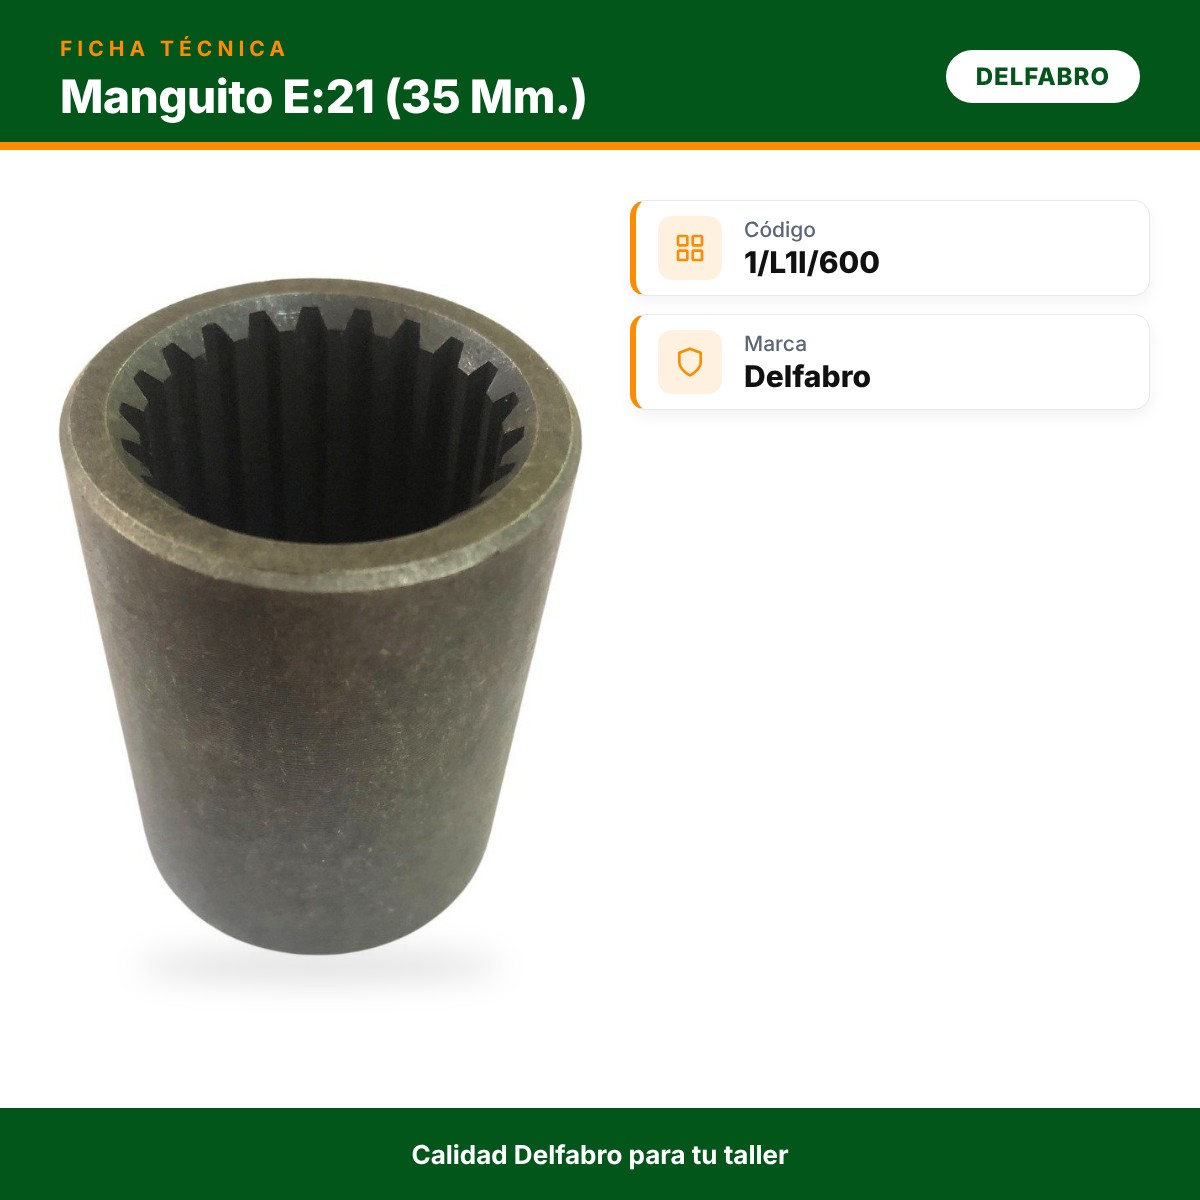 FICHA TÉCNICA
Manguito E:21 (35 Mm.)
DELFABRO
Código
1/L1I/600
Marca
Delfabro
Calidad Delfabro para tu taller